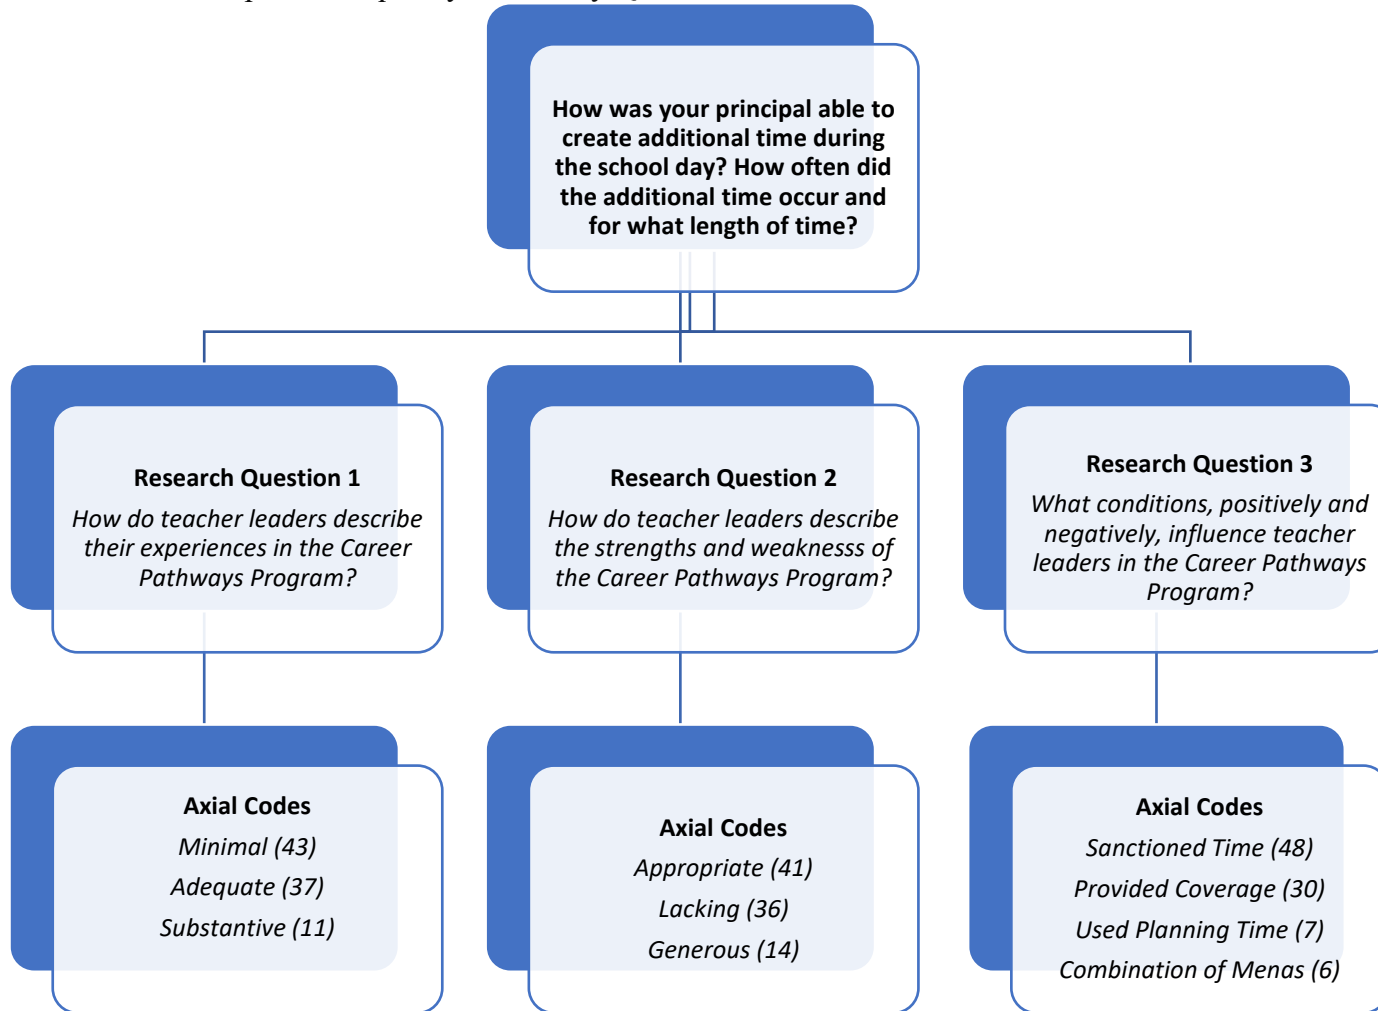 How was your principal able to
create additional time during
the school day? How often did
the additional time occur and
for what length of time?
Research Question 1
How do teacher leaders describe
their experiences in the Career
Pathways Program?
Research Question 2
How do teacher leaders describe
the strengths and weaknesss of
the Career Pathways Program?
Research Question 3
What conditions, positively and
negatively, influence teacher
leaders in the Career Pathways
Program?
Axial Codes
Minimal (43)
Adequate (37)
Substantive (11)
Axial Codes
Appropriate (41)
Lacking (36)
Generous (14)
Axial Codes
Sanctioned Time (48)
Provided Coverage (30)
Used Planning Time (7)
Combination of Menas (6)